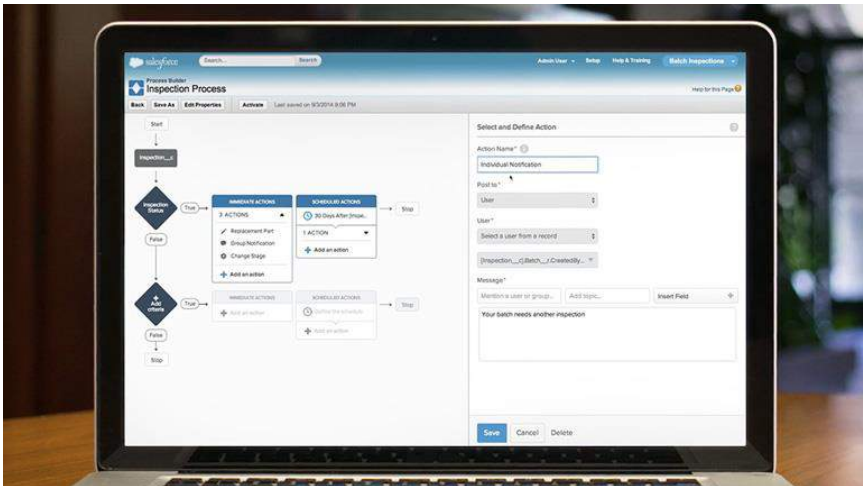 salesforce
Search...
Search
Admin User
Setup
Help & Training
Batch Inspections
Process Builder
Inspection Process
Help for this Page
Back
Save As
Edit Properties
Activate
Last saved on 9/3/2014 8:06 PM
Start
Inspection__c
Inspection
Status
True
False
IMMEDIATE ACTIONS
3 ACTIONS
Replacement Part
Group Notification
Change Stage
Add an action
SCHEDULED ACTIONS
30 Days After [Inspe..
1 ACTION
Add an action
Stop
Add
criteria
True
False
IMMEDIATE ACTIONS
Add an action
SCHEDULED ACTIONS
Define the schedule
Add an action
Stop
Stop
Select and Define Action
Action Name*
Individual Notification
Post to*
User
User*
Select a user from a record
[Inspection__c].Batch__r.CreatedBy...
Message*
Mention a user or group..
Add topic...
Insert Field
Your batch needs another inspection
Save
Cancel
Delete